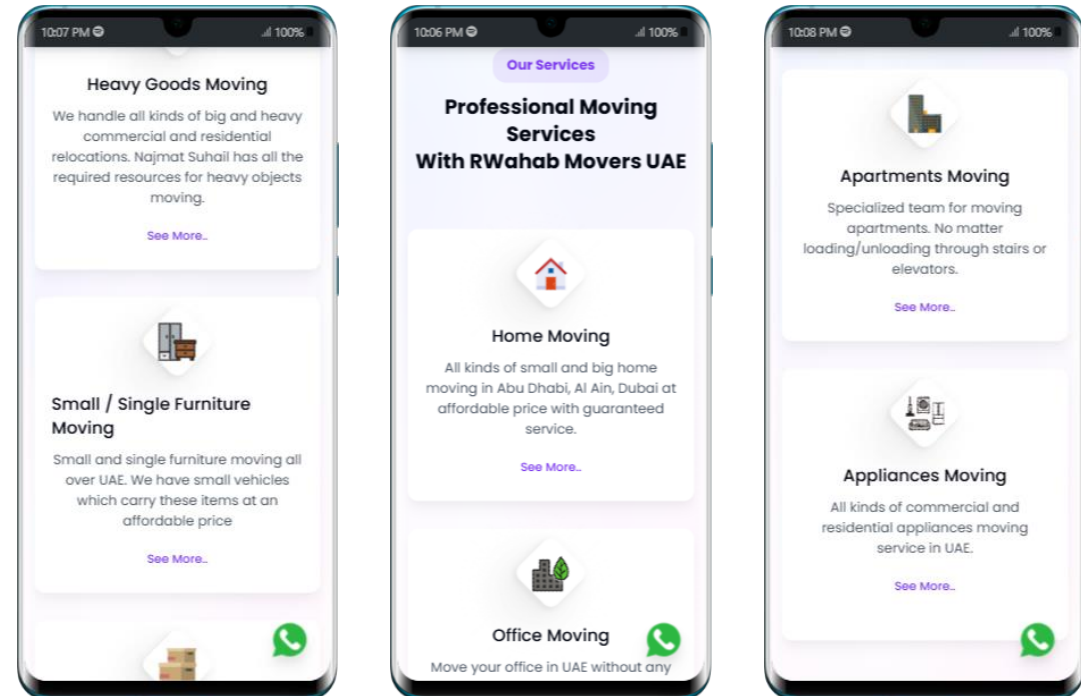 10:07 PM
100%
Heavy Goods Moving
We handle all kinds of big and heavy
commercial and residential
relocations. Najmat Suhail has all the
required resources for heavy objects
moving.
See More..
Small / Single Furniture
Moving
Small and single furniture moving all
over UAE. We have small vehicles
which carry these items at an
affordable price
See More..
10:06 PM
100%
Our Services
Professional Moving
Services
With RWahab Movers UAE
Home Moving
All kinds of small and big home
moving in Abu Dhabi, Al Ain, Dubai at
affordable price with guaranteed
service.
See More..
Office Moving
Move your office in UAE without any
10:08 PM
100%
Apartments Moving
Specialized team for moving
apartments. No matter
loading/unloading through stairs or
elevators.
See More..
Appliances Moving
All kinds of commercial and
residential appliances moving
service in UAE.
See More..